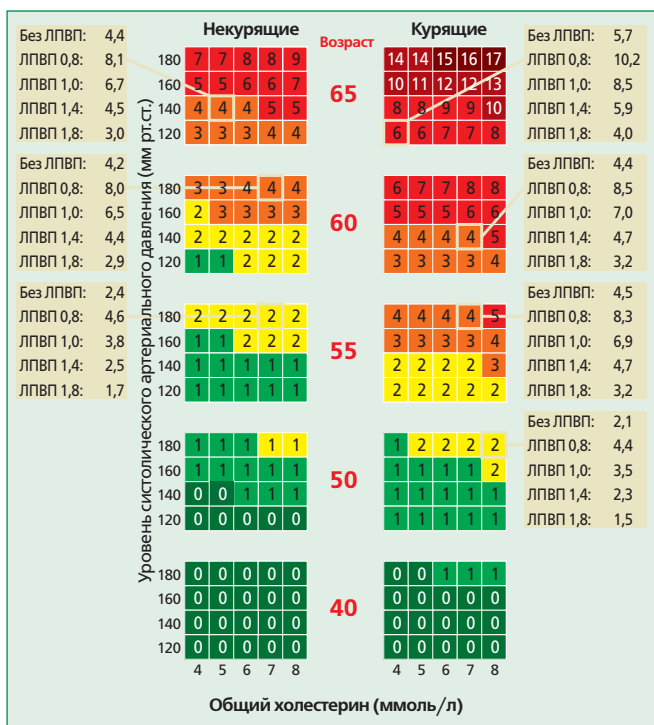 Некурящие Возраст Курящие
Без ЛПВП: 4,4
ЛПВП 0,8: 8,1
ЛПВП 1,0: 6,7
ЛПВП 1,4: 4,5
ЛПВП 1,8: 3,0
180 7 7 8 8 9
160 5 5 6 6 7
140 4 4 4 5 5
120 3 3 3 4 4
65
14 14 15 16 17
10 11 12 12 13
8 8 9 9 10
6 6 7 7 8
Без ЛПВП: 5,7
ЛПВП 0,8: 10,2
ЛПВП 1,0: 8,5
ЛПВП 1,4: 5,9
ЛПВП 1,8: 4,0
Без ЛПВП: 4,2
ЛПВП 0,8: 8,0
ЛПВП 1,0: 6,5
ЛПВП 1,4: 4,4
ЛПВП 1,8: 2,9
180 3 3 4 4 4
160 2 3 3 3 3
140 2 2 2 2 2
120 1 1 2 2 2
60
6 7 7 8 8
5 5 5 6 6
4 4 4 4 5
3 3 3 3 4
Без ЛПВП: 4,4
ЛПВП 0,8: 8,5
ЛПВП 1,0: 7,0
ЛПВП 1,4: 4,7
ЛПВП 1,8: 3,2
Без ЛПВП: 2,4
ЛПВП 0,8: 4,6
ЛПВП 1,0: 3,8
ЛПВП 1,4: 2,5
ЛПВП 1,8: 1,7
180 2 2 2 2 2
160 1 1 2 2 2
140 1 1 1 1 1
120 1 1 1 1 1
55
4 4 4 4 5
3 3 3 3 4
2 2 2 2 3
2 2 2 2 2
Без ЛПВП: 4,5
ЛПВП 0,8: 8,3
ЛПВП 1,0: 6,9
ЛПВП 1,4: 4,7
ЛПВП 1,8: 3,2
180 1 1 1 1 1
160 1 1 1 1 1
140 0 0 1 1 1
120 0 0 0 0 0
50
1 2 2 2 2
1 1 1 1 2
1 1 1 1 1
1 1 1 1 1
Без ЛПВП: 2,1
ЛПВП 0,8: 4,4
ЛПВП 1,0: 3,5
ЛПВП 1,4: 2,3
ЛПВП 1,8: 1,5
180 0 0 0 0 0
160 0 0 0 0 0
140 0 0 0 0 0
120 0 0 0 0 0
40
0 0 1 1 1
0 0 0 0 0
0 0 0 0 0
0 0 0 0 0
4 5 6 7 8
4 5 6 7 8
Уровень систолического артериального давления (мм рт.ст.)
Общий холестерин (ммоль/л)